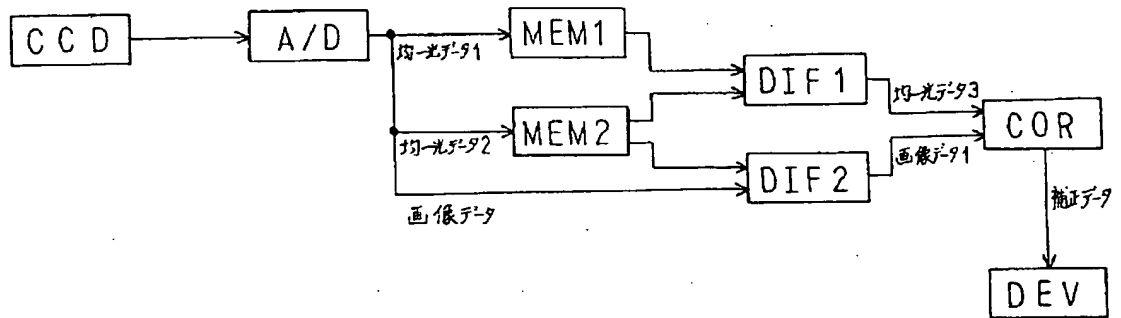 CCD
A/D
均一光データ1
MEM1
均一光データ2
MEM2
画像データ
DIF1
DIF2
均一光データ3
画像データ1
COR
補正データ
DEV